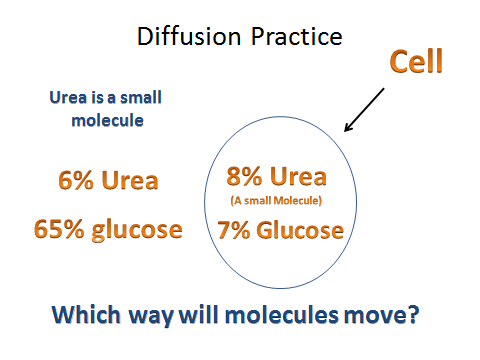 Diffusion Practice
Cell
Urea is a small
molecule
6% Urea
65% glucose
8% Urea
(A small Molecule)
7% Glucose
Which way will molecules move?